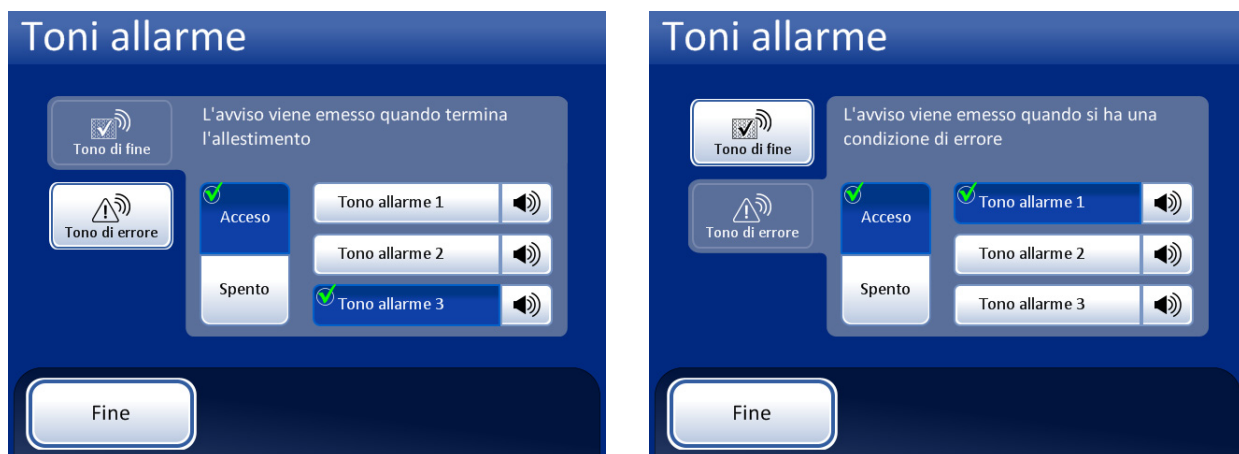 Toni allarme
Tono di fine
L'avviso viene emesso quando termina
l'allestimento
Tono di errore
Acceso
Spento
Tono allarme 1
Tono allarme 2
Tono allarme 3
Fine
Toni allarme
Tono di fine
L'avviso viene emesso quando si ha una
condizione di errore
Tono di errore
Acceso
Spento
Tono allarme 1
Tono allarme 2
Tono allarme 3
Fine